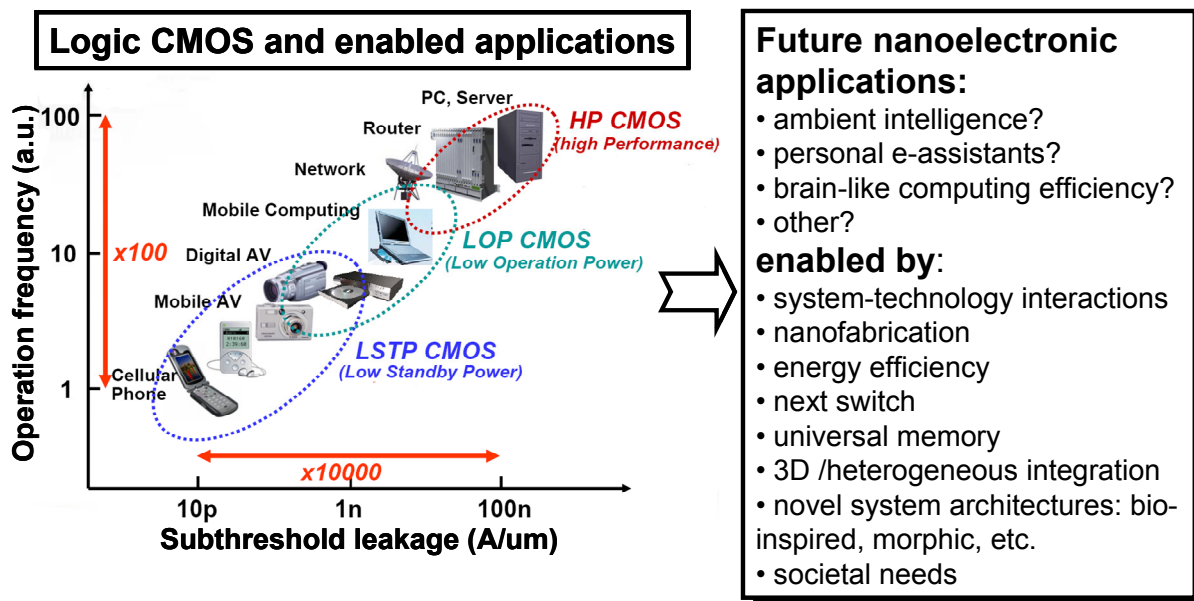 Logic CMOS and enabled applications
Operation frequency (a.u.)
100
10
1
x100
PC, Server
Router
Network
Mobile Computing
Digital AV
Mobile AV
Cellular
Phone
HP CMOS
(high Performance)
LOP CMOS
(Low Operation Power)
LSTP CMOS
(Low Standby Power)
x10000
10p
1n
100n
Subthreshold leakage (A/um)
Future nanoelectronic
applications:
• ambient intelligence?
• personal e-assistants?
• brain-like computing efficiency?
• other?
enabled by:
• system-technology interactions
• nanofabrication
• energy efficiency
• next switch
• universal memory
• 3D /heterogeneous integration
• novel system architectures: bio-
inspired, morphic, etc.
• societal needs